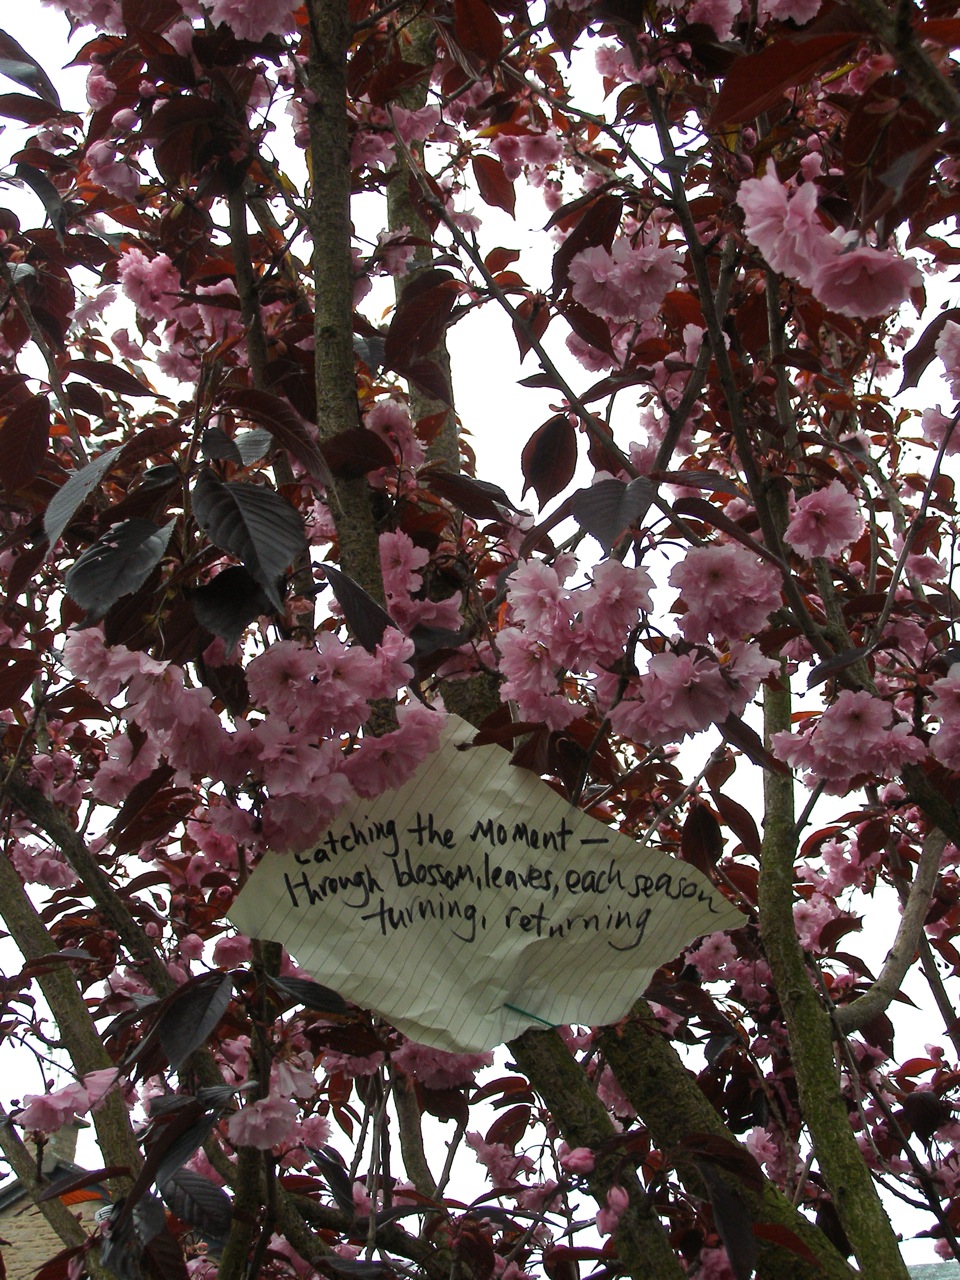 Catching the Moment —
through blossom, leaves, each season
turning, returning